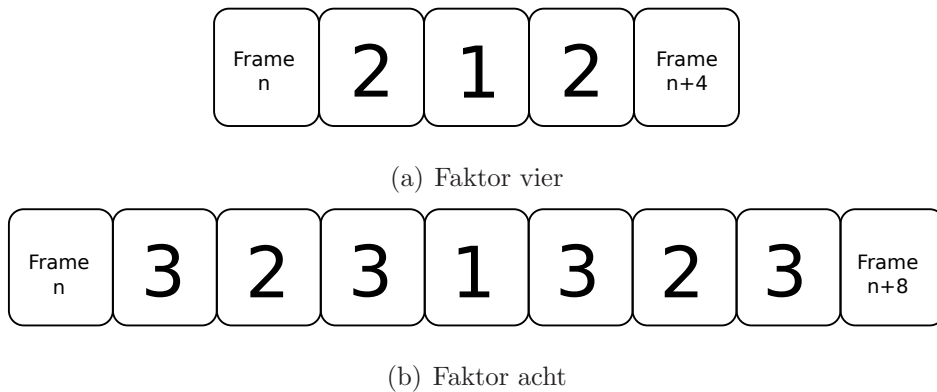 Frame n 2 1 2 Frame n+4
(a) Faktor vier
Frame n 3 2 3 1 3 2 3 Frame n+8
(b) Faktor acht